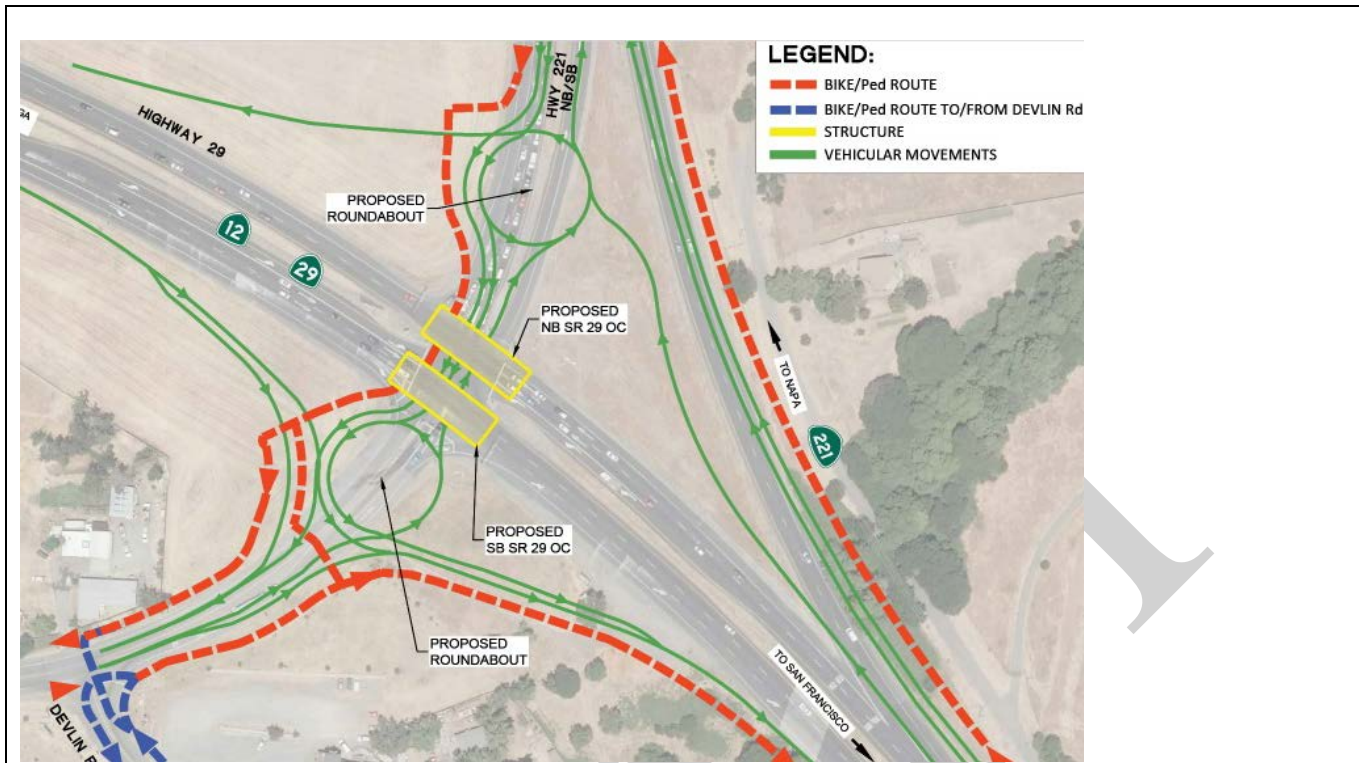 LEGEND:
BIKE/Ped ROUTE
BIKE/Ped ROUTE TO/FROM DEVLIN Rd
STRUCTURE
VEHICULAR MOVEMENTS
HWY 221
NB/SB
HIGHWAY 29
GA
PROPOSED
ROUNDABOUT
12
29
PROPOSED
NB SR 29 OC
TO NAPA
221
PROPOSED
SB SR 29 OC
PROPOSED
ROUNDABOUT
TO SAN FRANCISCO
DEVLIN